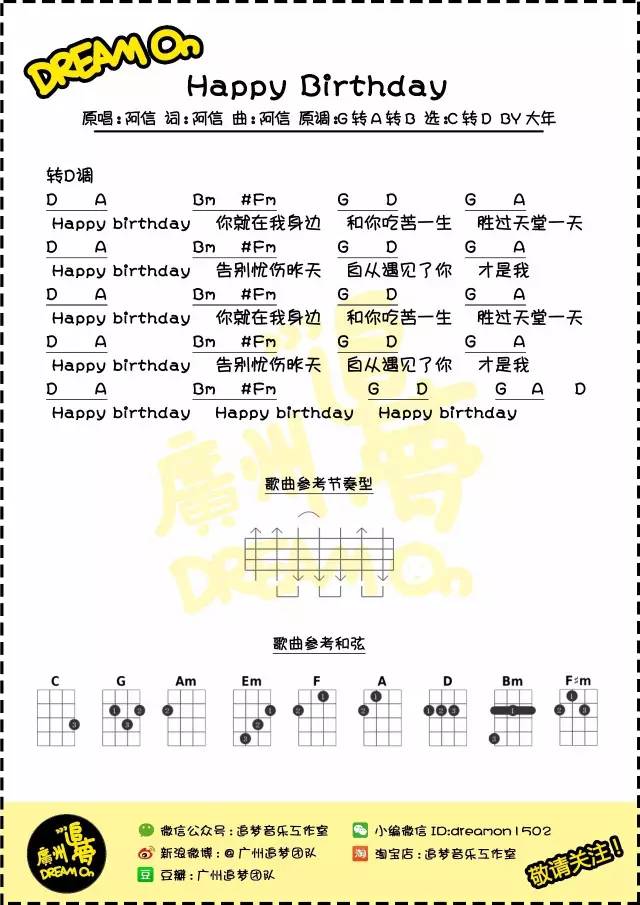 DREAM On
Happy Birthday
原唱:阿信 词:阿信 曲:阿信 原调:G转A转B 选:C转D BY大年
转D调
D A Bm #Fm G D G A
Happy birthday 你就在我身边 和你吃苦一生 胜过天堂一天
D A Bm #Fm G D G A
Happy birthday 告别忧伤昨天 自从遇见了你 才是我
D A Bm #Fm G D G A
Happy birthday 你就在我身边 和你吃苦一生 胜过天堂一天
D A Bm #Fm G D G A
Happy birthday 告别忧伤昨天 自从遇见了你 才是我
D A Bm #Fm G D G A D
Happy birthday Happy birthday Happy birthday
追梦
廣州
DREAM On
歌曲参考节奏型
歌曲参考和弦
C G Am Em F A D Bm F♯m
3 1 2 3 2 1 2 3 1 2 1 2 1 2 3 1 3 1 2 3
微信公众号:追梦音乐工作室
小编微信 ID:dreamon1502
新浪微博:@广州追梦团队
淘宝店:追梦音乐工作室
豆 豆瓣:广州追梦团队
淘
追梦
廣州
DREAM On
敬请关注!